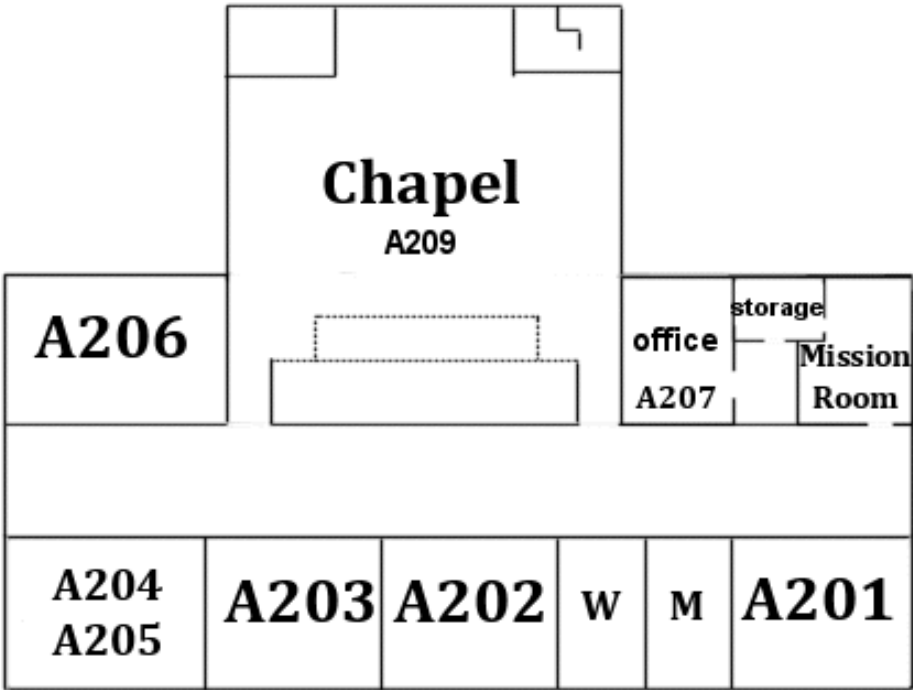 Chapel
A209
A206
office
A207
storage
Mission
Room
A204
A205
A203
A202
W
M
A201